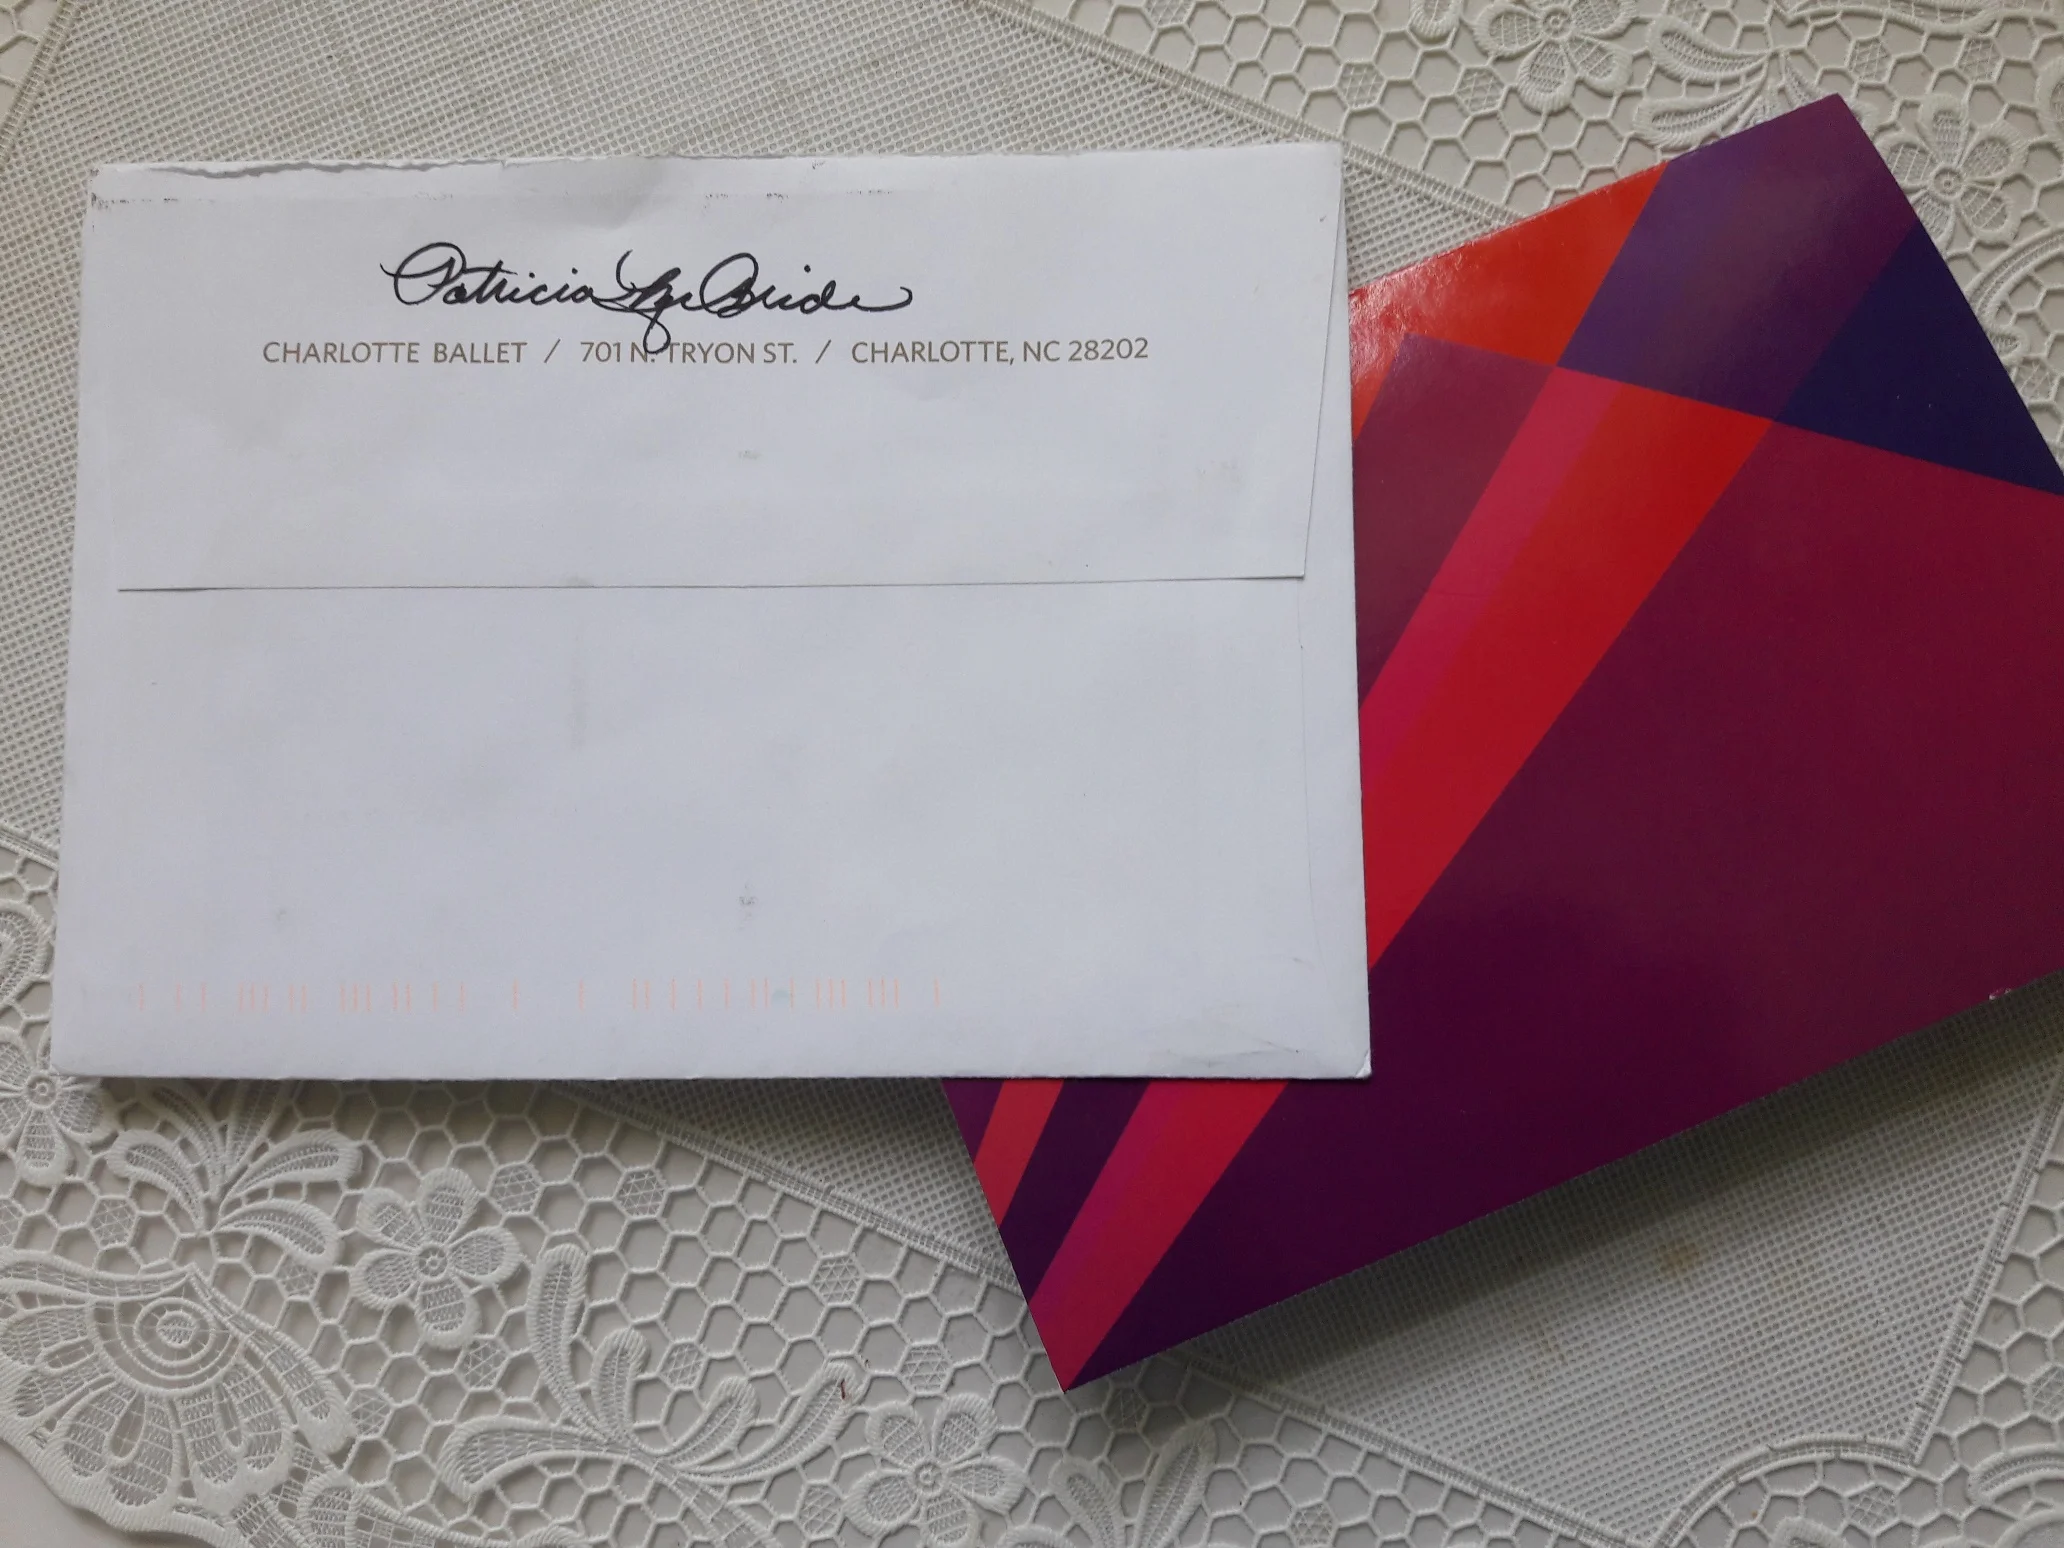 Patricia McBride
CHARLOTTE BALLET / 701 N. TRYON ST. / CHARLOTTE, NC 28202